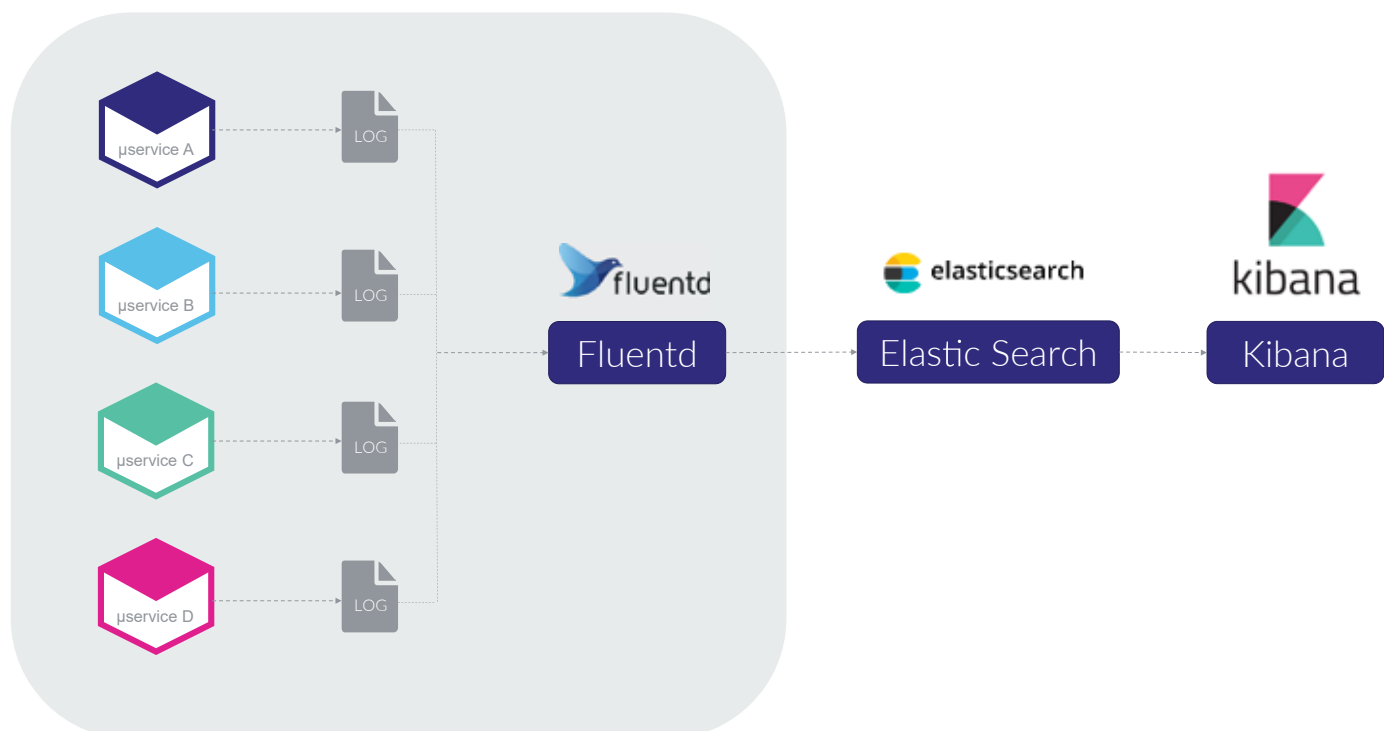 µservice A
LOG
µservice B
LOG
µservice C
LOG
µservice D
LOG
fluentd
Fluentd
elasticsearch
Elastic Search
kibana
Kibana